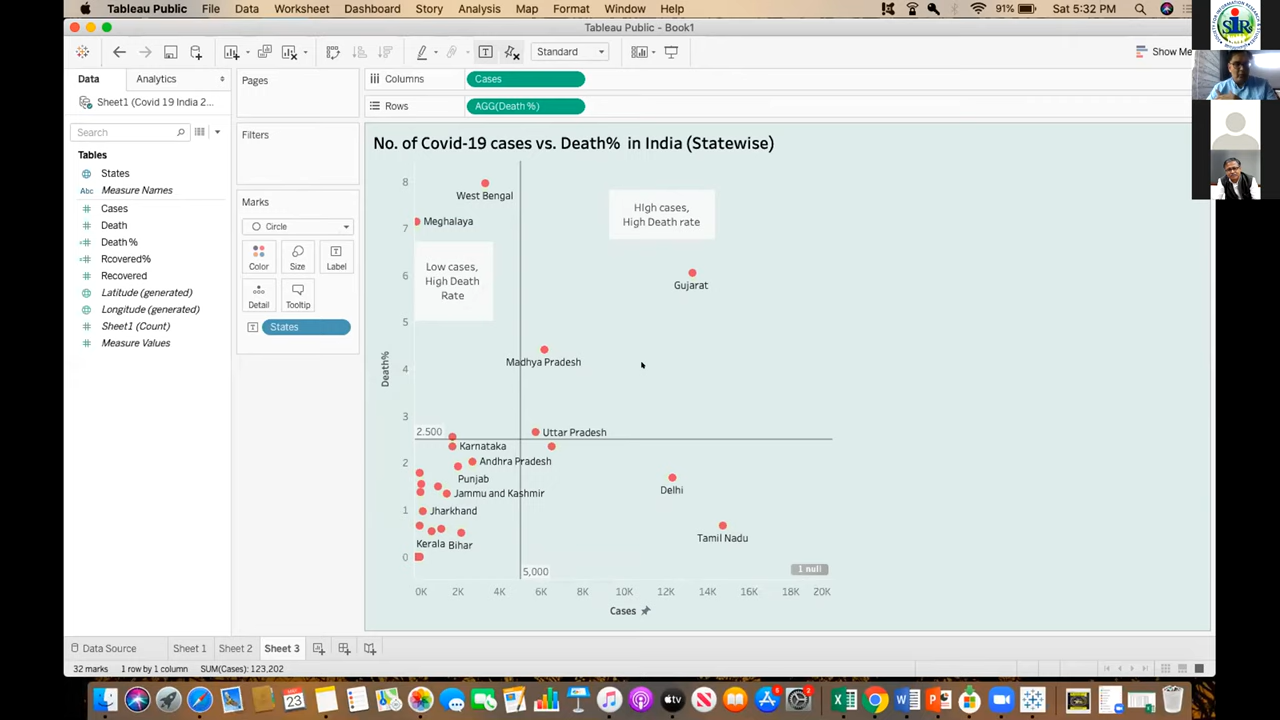 Tableau Public File Data Worksheet Dashboard Story Analysis Map Format Window Help 91% Sat 5:32 PM
Tableau Public - Book1
Standard
Show Me
Data Analytics
Sheet1 (Covid 19 India 2...
Search
Tables
States
Abc Measure Names
Cases
Death
Death %
Rcovered%
Recovered
Latitude (generated)
Longitude (generated)
Sheet1 (Count)
Measure Values
Pages
Filters
Marks
Circle
Color Size Label
Detail Tooltip
States
Columns Cases
Rows AGG(Death %)
No. of Covid-19 cases vs. Death% in India (Statewise)
8
7
6
5
4
3
2
1
0
Death%
West Bengal
Meghalaya
HIgh cases,
High Death rate
Low cases,
High Death
Rate
Gujarat
Madhya Pradesh
2.500
Uttar Pradesh
Karnataka
Andhra Pradesh
Punjab
Delhi
Jammu and Kashmir
Jharkhand
Tamil Nadu
Kerala Bihar
5,000
1 null
0K 2K 4K 6K 8K 10K 12K 14K 16K 18K 20K
Cases
Data Source Sheet 1 Sheet 2 Sheet 3
32 marks 1 row by 1 column SUM(Cases): 123,202
SIR